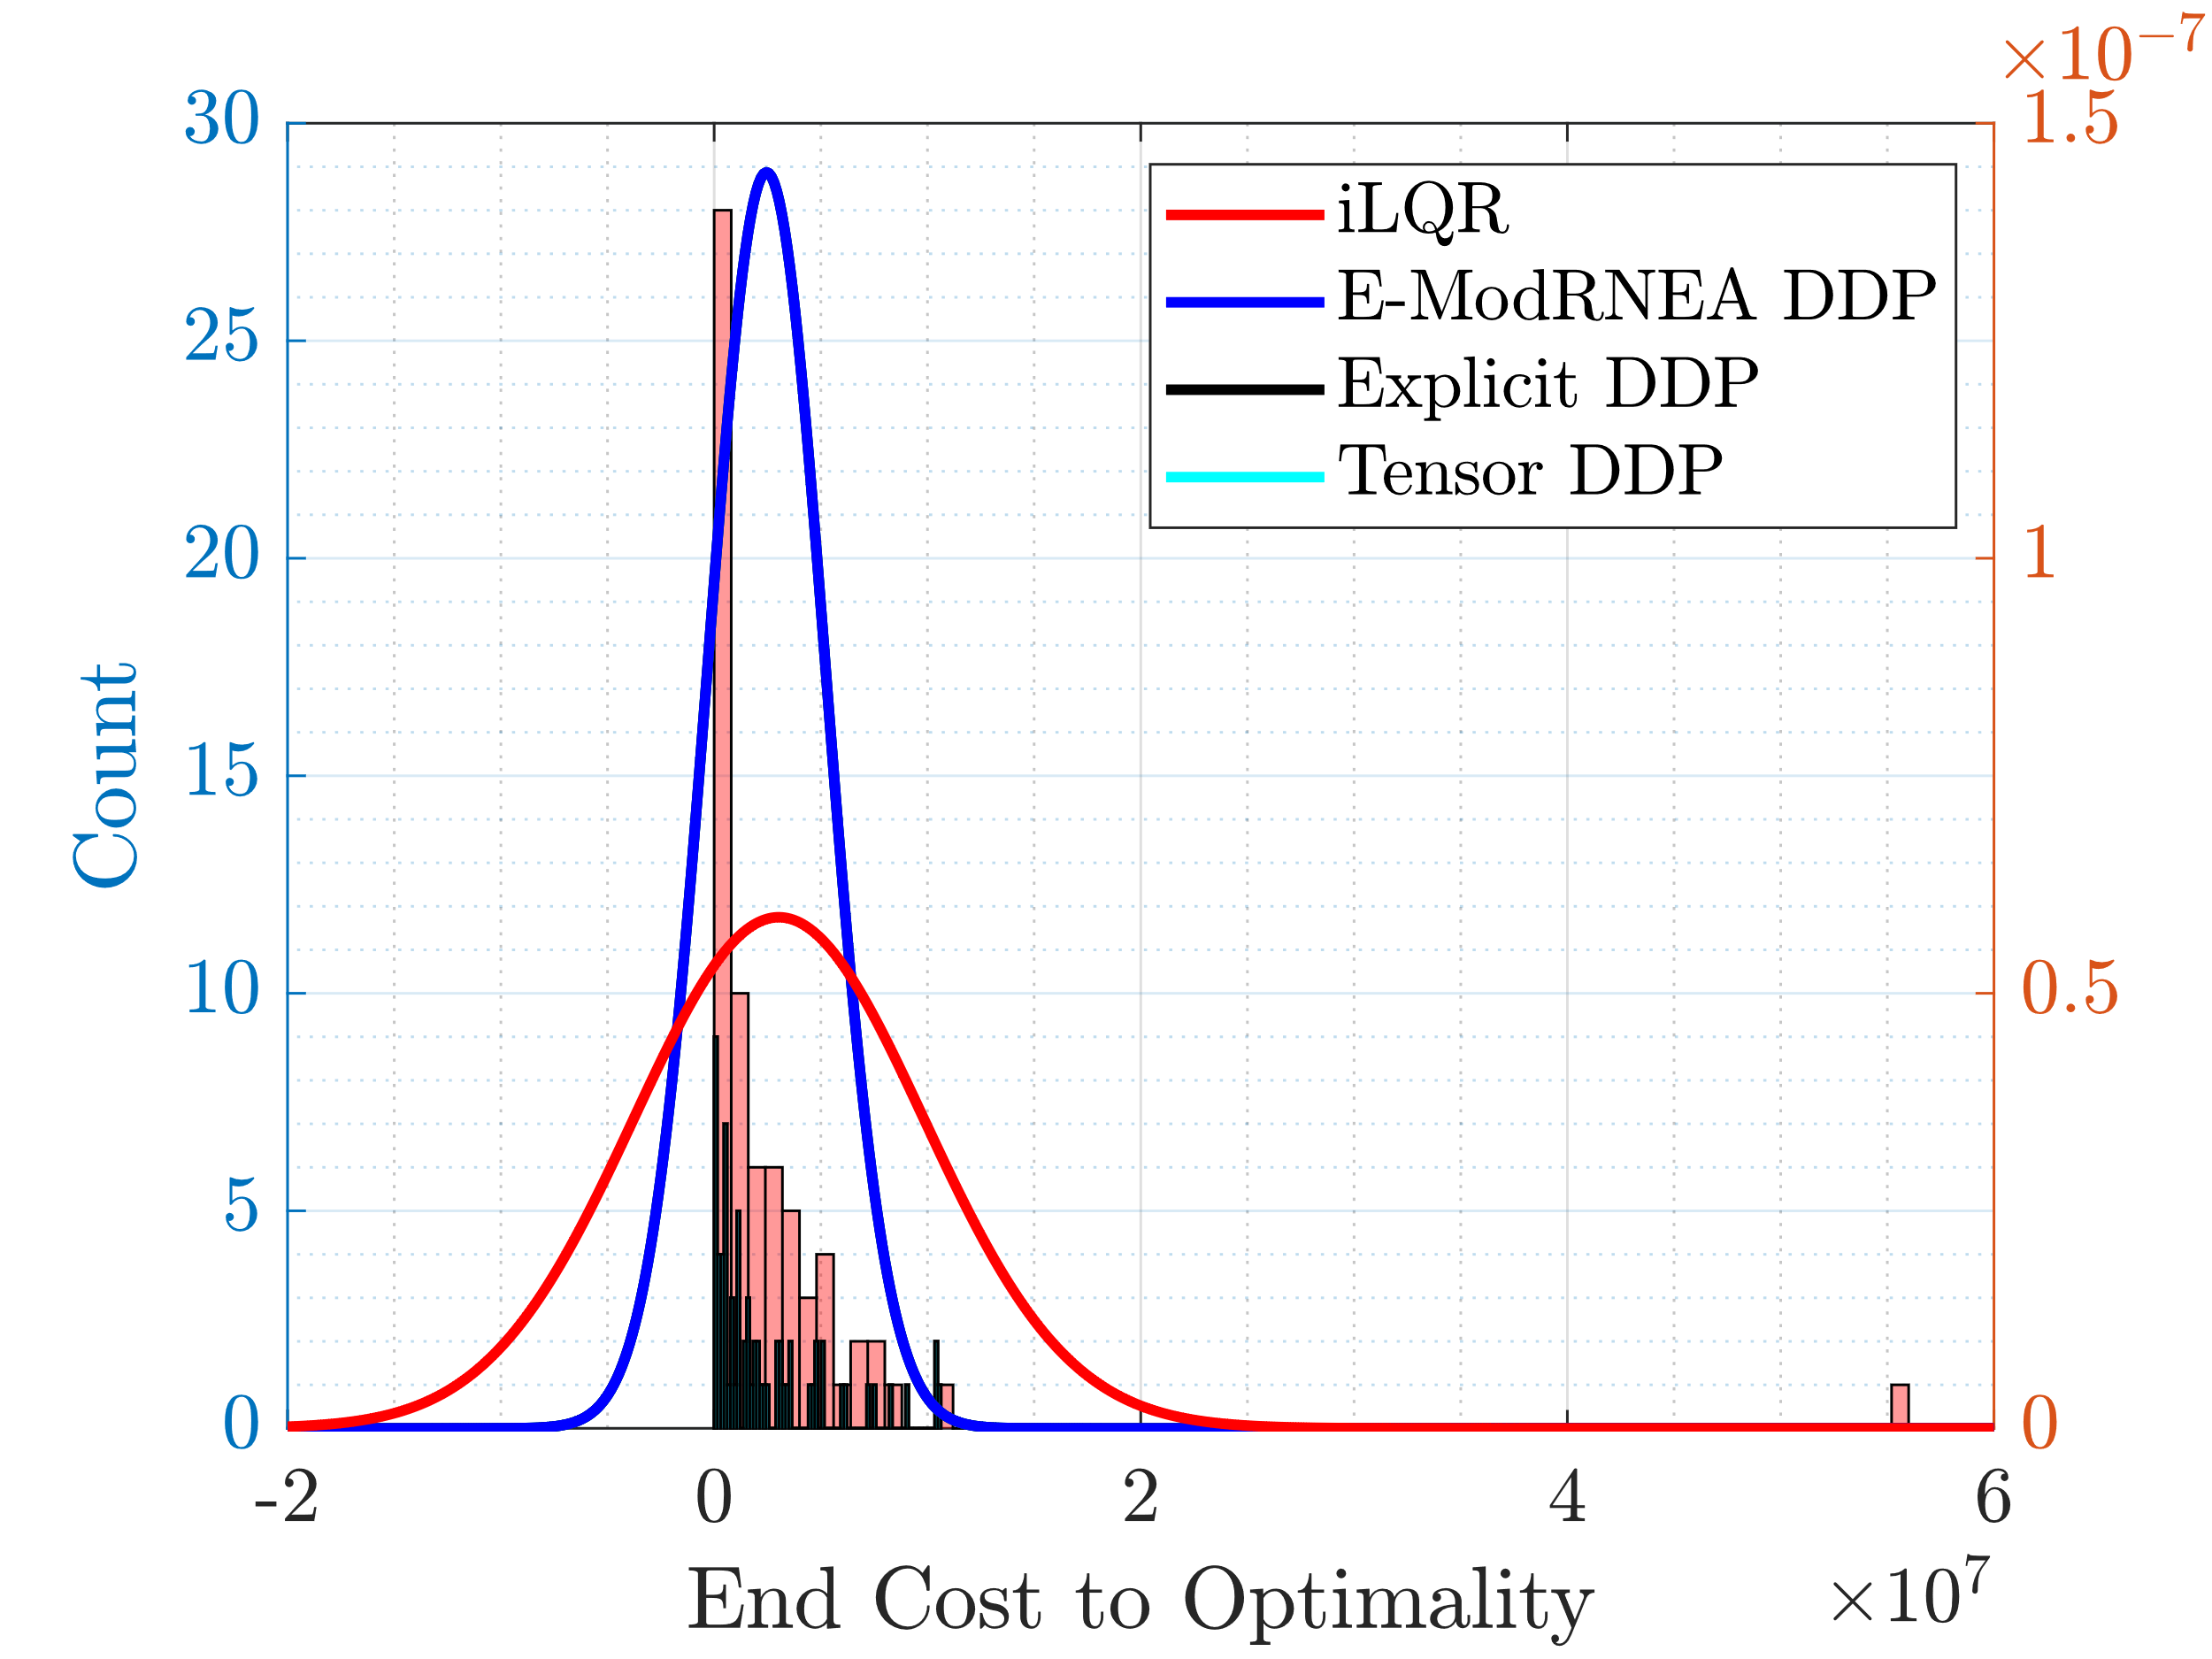 ×10⁻⁷
30
25
20
15
10
5
0
Count
1.5
1
0.5
0
iLQR
E-ModRNEA DDP
Explicit DDP
Tensor DDP
-2 0 2 4 6
End Cost to Optimality
×10⁷